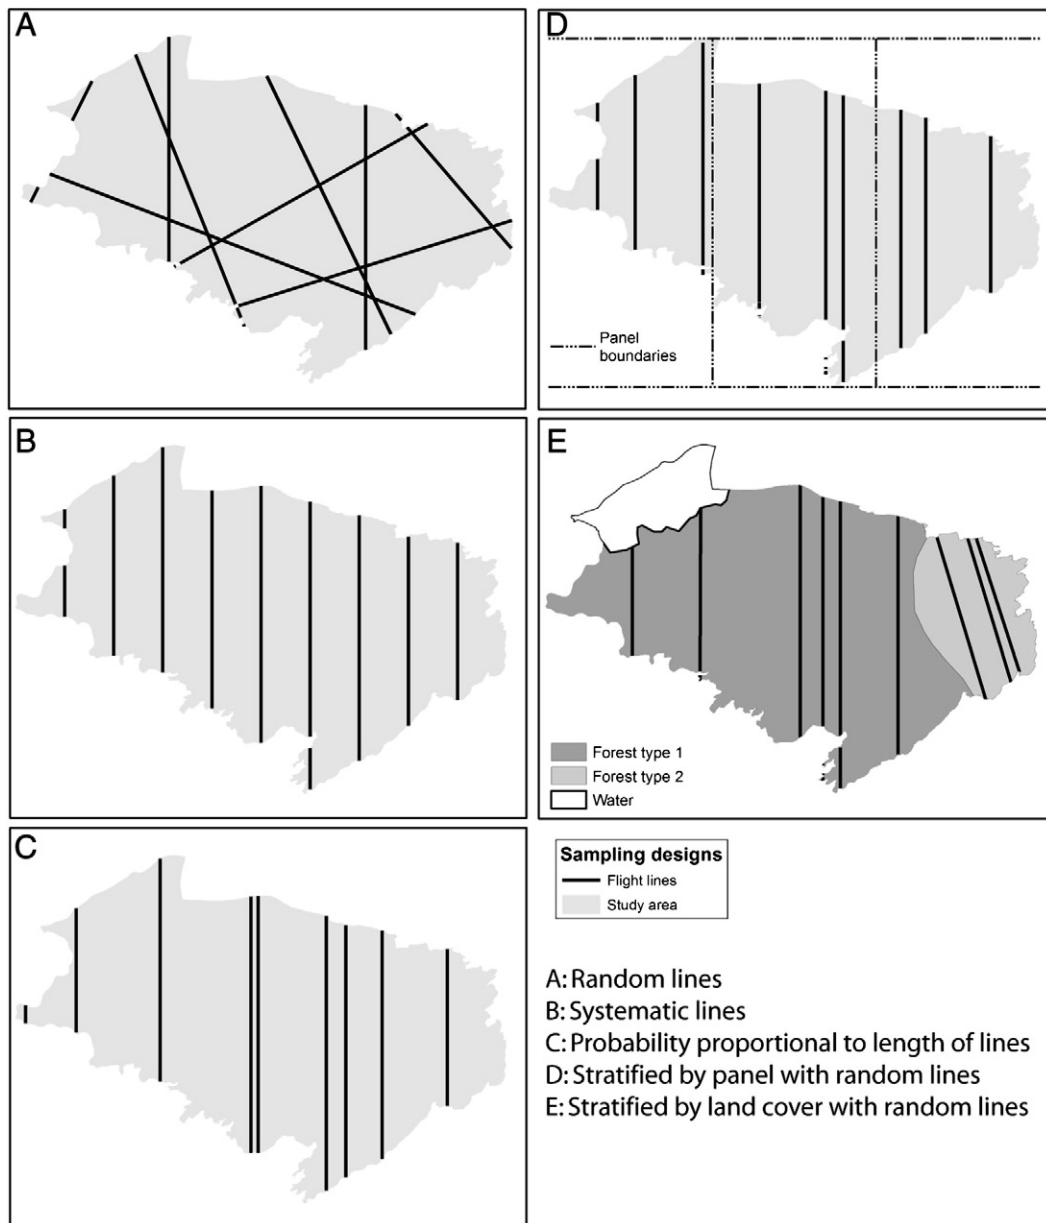 A
D
Panel
boundaries
B
E
Forest type 1
Forest type 2
Water
C
Sampling designs
Flight lines
Study area
A: Random lines
B: Systematic lines
C: Probability proportional to length of lines
D: Stratified by panel with random lines
E: Stratified by land cover with random lines